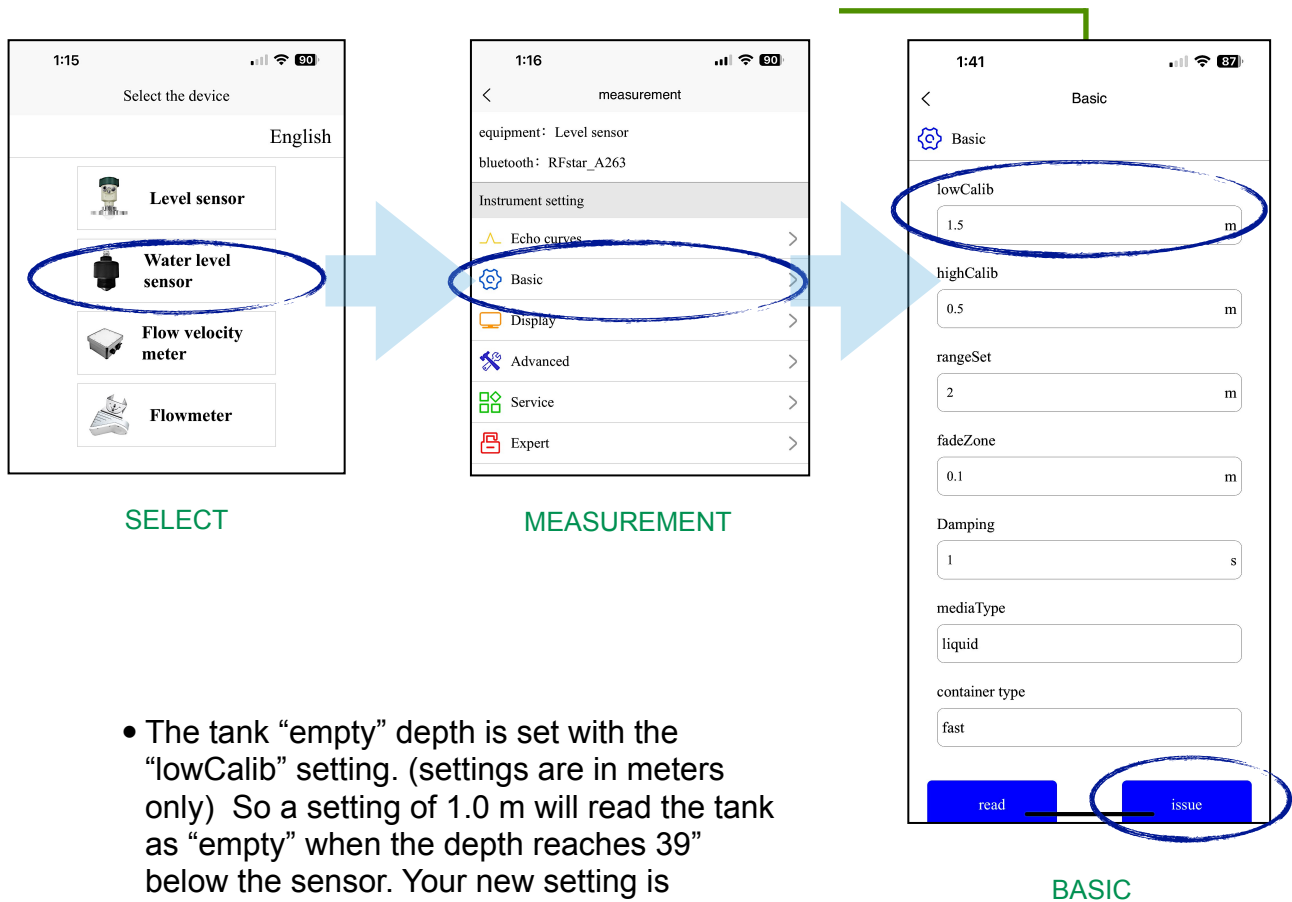 1:15
90
Select the device
English
Level sensor
Water level
sensor
Flow velocity
meter
Flowmeter
SELECT
1:16
90
measurement
equipment: Level sensor
bluetooth: RFstar_A263
Instrument setting
Echo curves
Basic
Display
Advanced
Service
Expert
MEASUREMENT
1:41
87
Basic
Basic
lowCalib
1.5 m
highCalib
0.5 m
rangeSet
2 m
fadeZone
0.1 m
Damping
1 s
mediaType
liquid
container type
fast
read issue
BASIC
• The tank “empty” depth is set with the
“lowCalib” setting. (settings are in meters
only) So a setting of 1.0 m will read the tank
as “empty” when the depth reaches 39”
below the sensor. Your new setting is